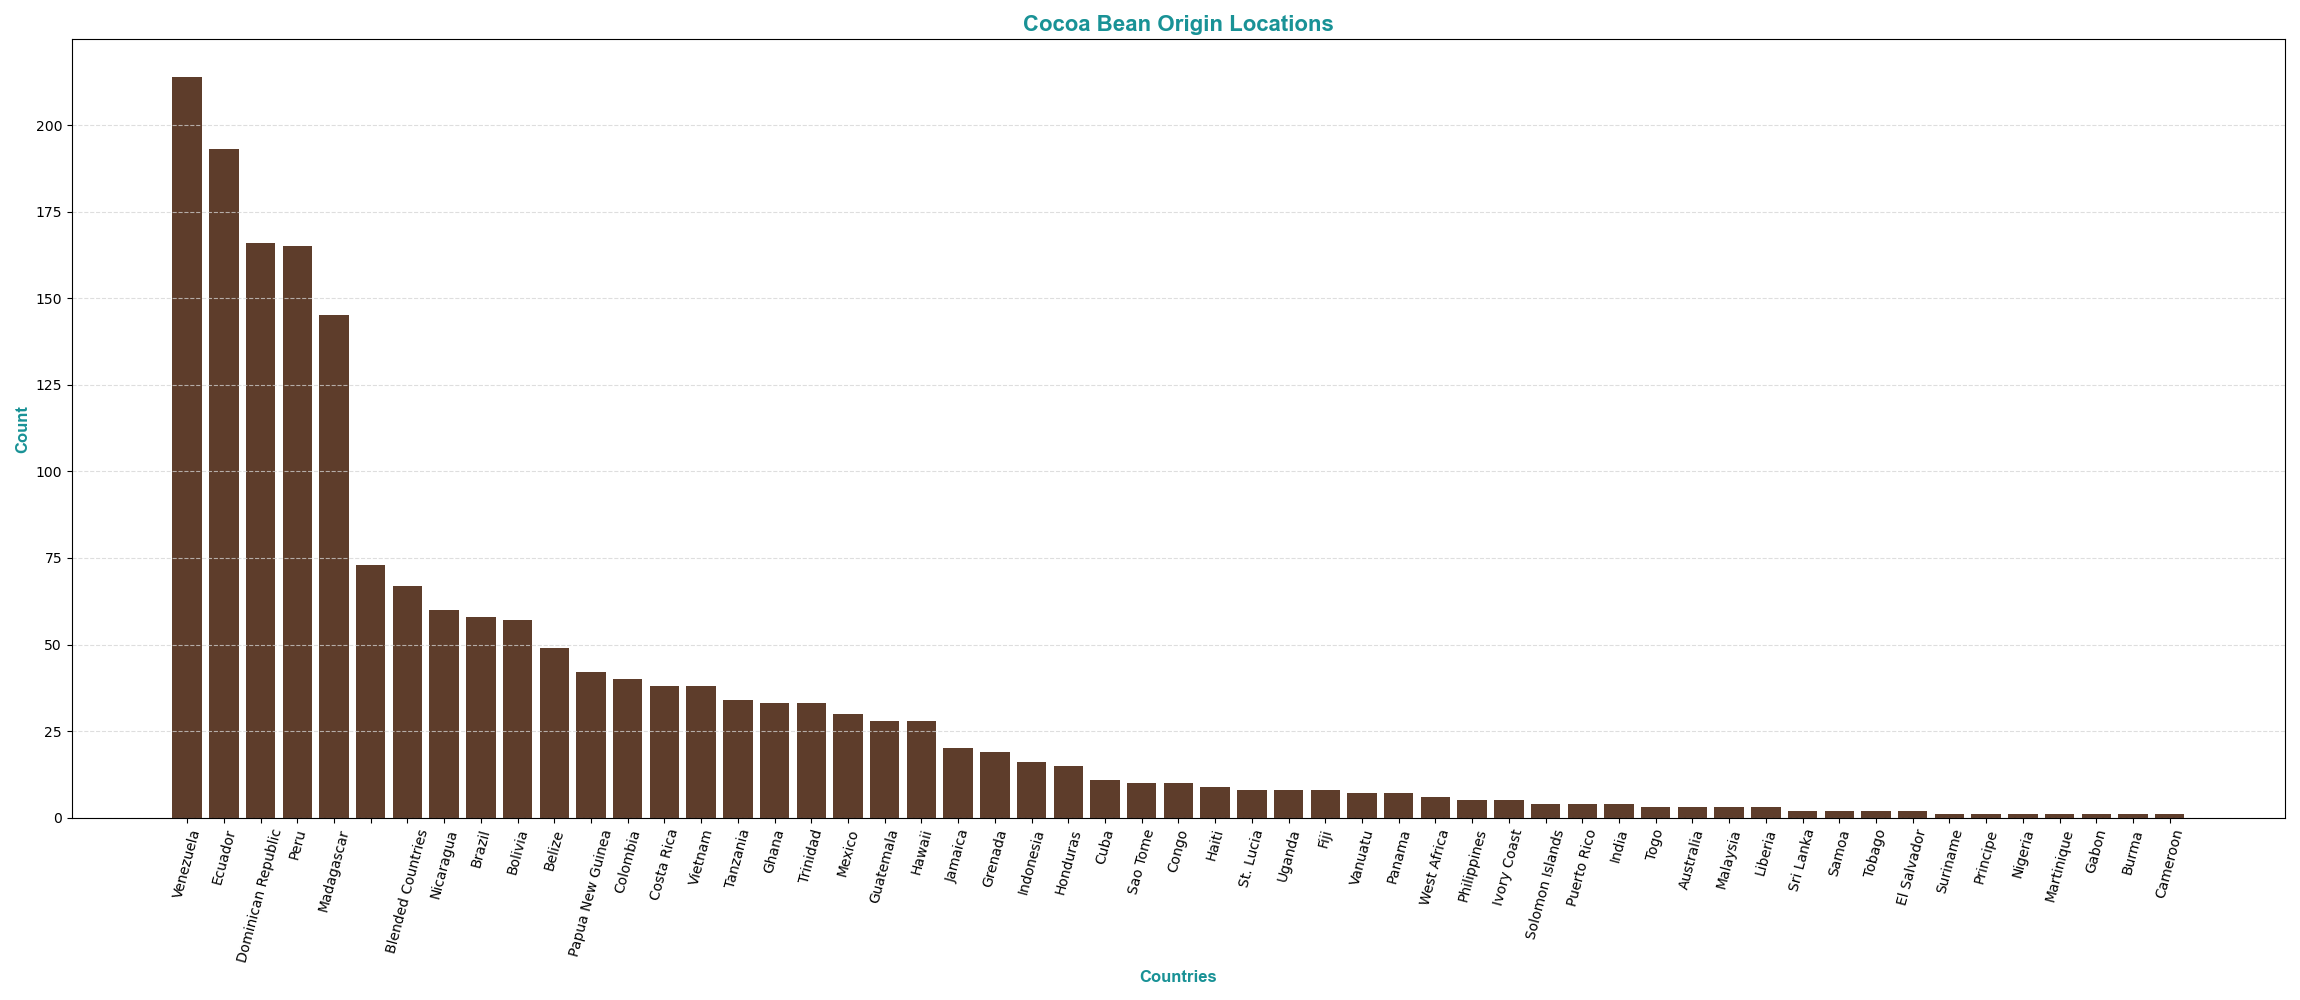 Cocoa Bean Origin Locations
Count
200
175
150
125
100
75
50
25
0
Venezuela
Ecuador
Dominican Republic
Peru
Madagascar
Blended Countries
Nicaragua
Brazil
Bolivia
Belize
Papua New Guinea
Colombia
Costa Rica
Vietnam
Tanzania
Ghana
Trinidad
Mexico
Guatemala
Hawaii
Jamaica
Grenada
Indonesia
Honduras
Cuba
Sao Tome
Congo
Haiti
St. Lucia
Uganda
Fiji
Vanuatu
Panama
West Africa
Philippines
Ivory Coast
Solomon Islands
Puerto Rico
India
Togo
Australia
Malaysia
Liberia
Sri Lanka
Samoa
Tobago
El Salvador
Suriname
Principe
Nigeria
Martinique
Gabon
Burma
Cameroon
Countries